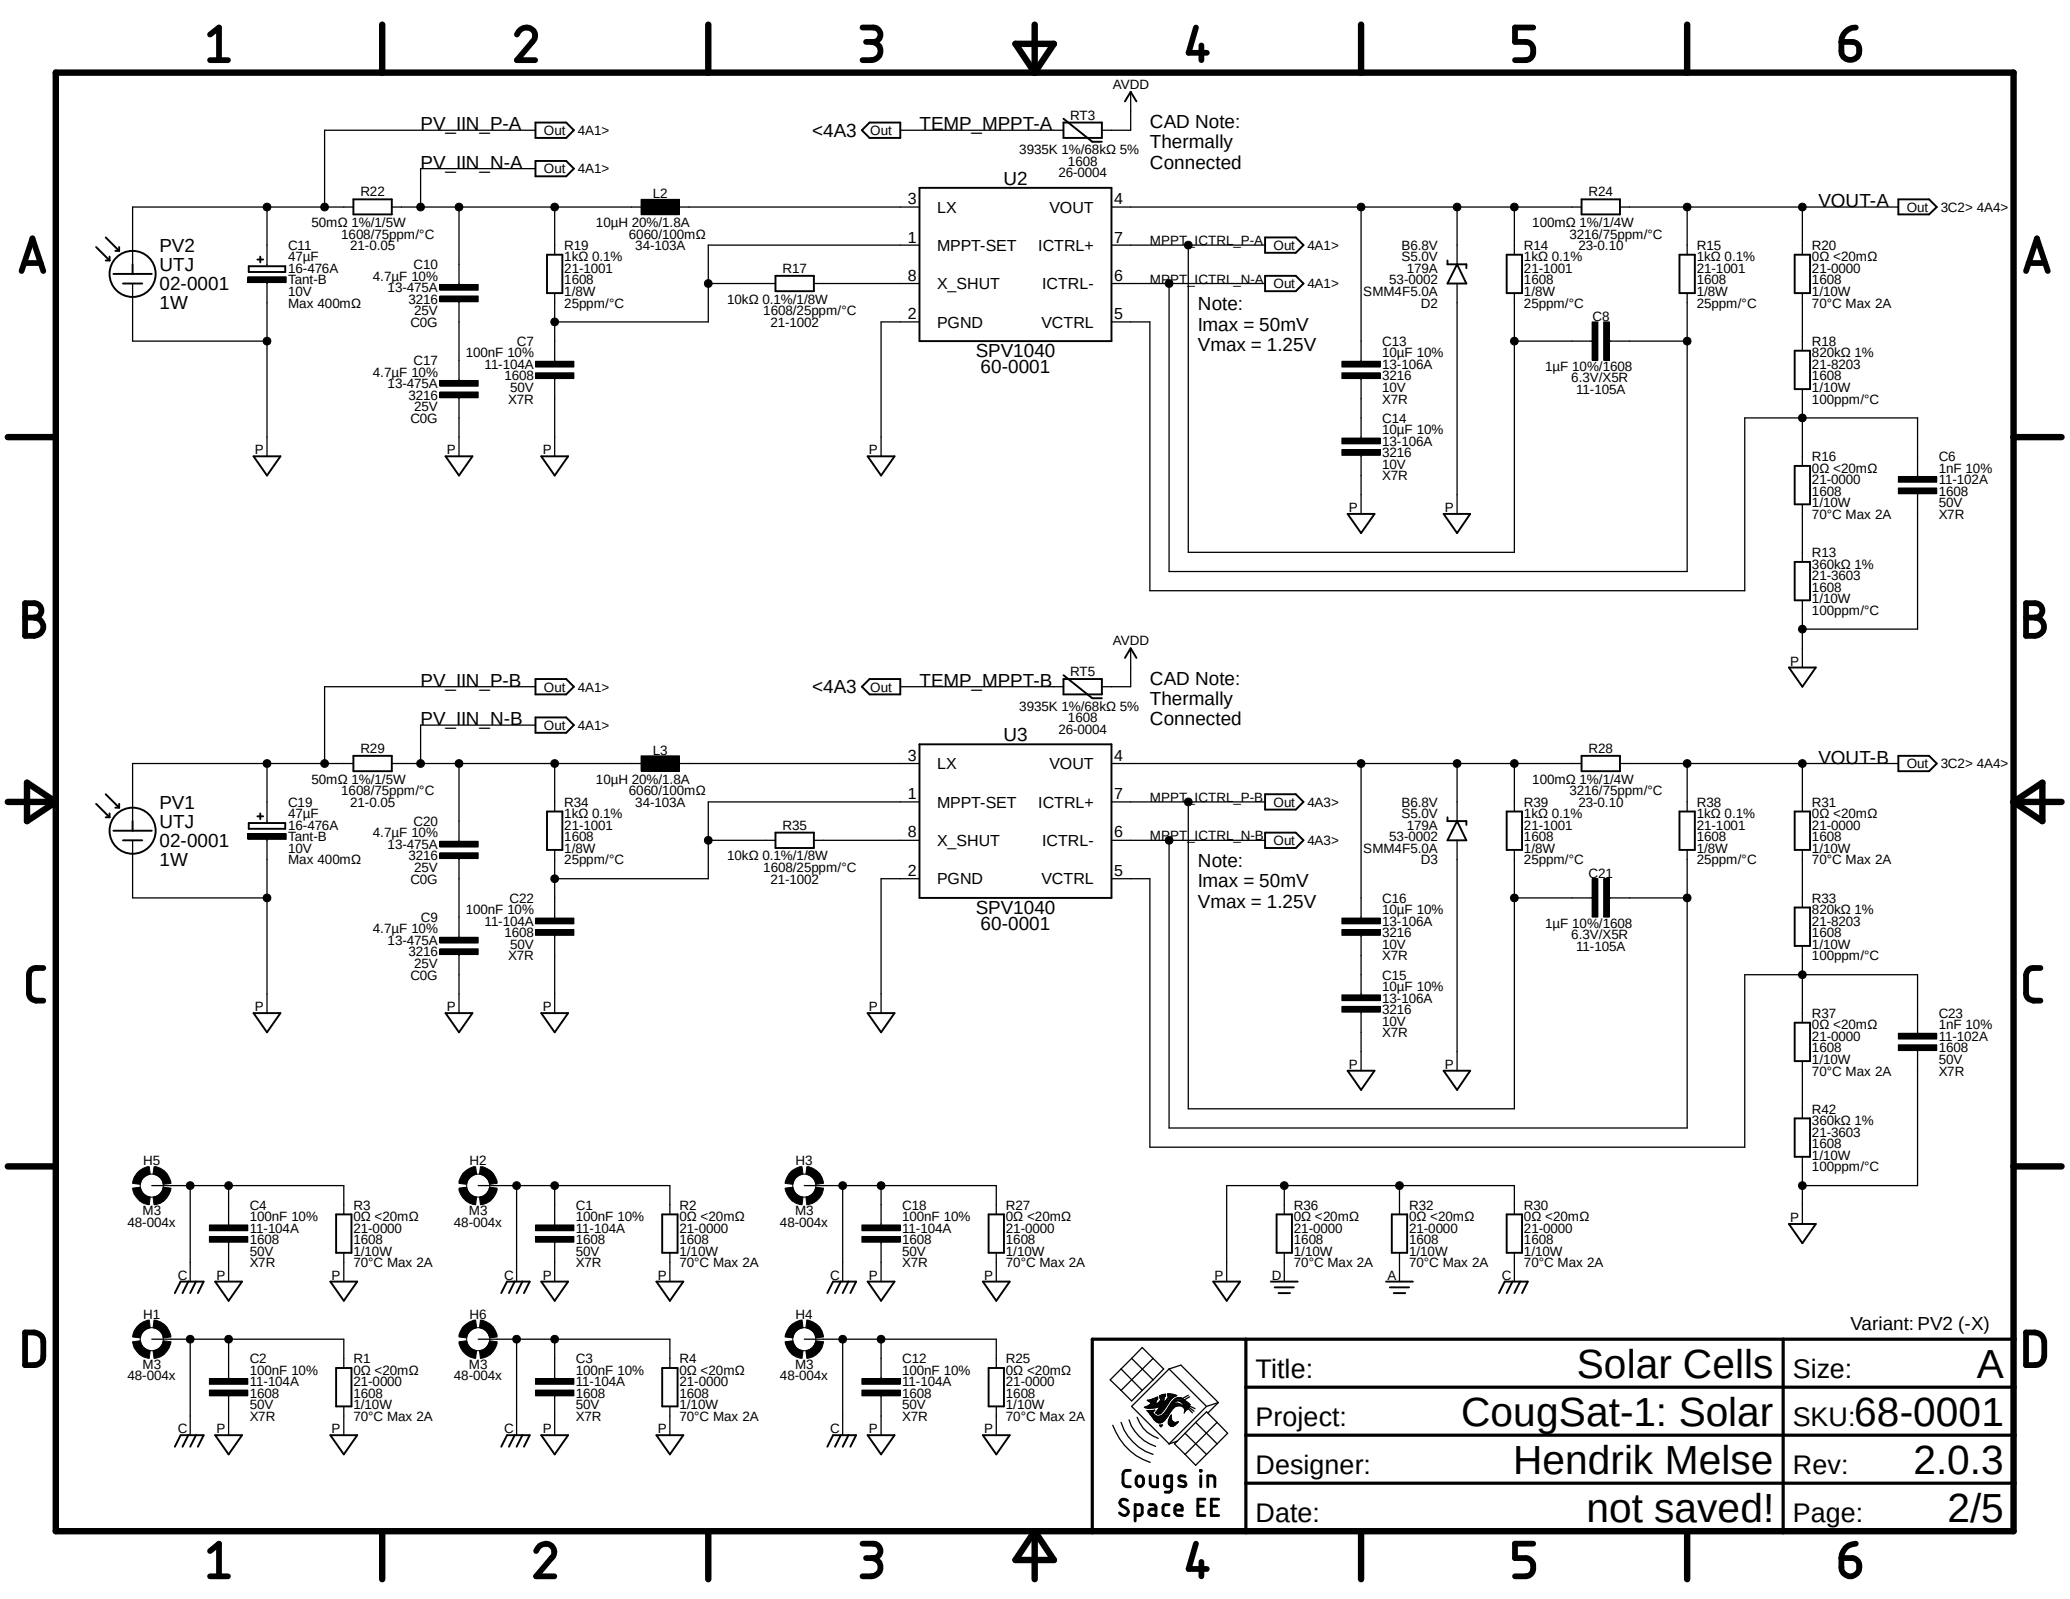 1 2 3 4 5 6
A
A
B
B
C
C
D
D
PV_IIN_P-A Out 4A1>
PV_IIN_N-A Out 4A1>
<4A3 Out TEMP_MPPT-A
RT3
3935K 1%/68kΩ 5%
1608
26-0004
AVDD
CAD Note:
Thermally
Connected
PV2
UTJ
02-0001
1W
C11
47µF
16-476A
Tant-B
10V
Max 400mΩ
R22
50mΩ 1%/1/5W
1608/75ppm/°C
21-0.05
C10
4.7µF 10%
13-475A
3216
25V
C0G
C17
4.7µF 10%
13-475A
3216
25V
C0G
R19
1kΩ 0.1%
21-1001
1608
1/8W
25ppm/°C
C7
100nF 10%
11-104A
1608
50V
X7R
L2
10µH 20%/1.8A
6060/100mΩ
34-103A
R17
10kΩ 0.1%/1/8W
1608/25ppm/°C
21-1002
U2
3 LX VOUT 4
1 MPPT-SET ICTRL+ 7
8 X_SHUT ICTRL- 6
2 PGND VCTRL 5
SPV1040
60-0001
MPPT_ICTRL_P-A Out 4A1>
MPPT_ICTRL_N-A Out 4A1>
Note:
Imax = 50mV
Vmax = 1.25V
C13
10µF 10%
13-106A
3216
10V
X7R
C14
10µF 10%
13-106A
3216
10V
X7R
B6.8V
S5.0V
179A
53-0002
SMM4F5.0A
D2
R14
1kΩ 0.1%
21-1001
1608
1/8W
25ppm/°C
R24
100mΩ 1%/1/4W
3216/75ppm/°C
23-0.10
C8
1µF 10%/1608
6.3V/X5R
11-105A
R15
1kΩ 0.1%
21-1001
1608
1/8W
25ppm/°C
VOUT-A Out 3C2> 4A4>
R20
0Ω <20mΩ
21-0000
1608
1/10W
70°C Max 2A
R18
820kΩ 1%
21-8203
1608
1/10W
100ppm/°C
R16
0Ω <20mΩ
21-0000
1608
1/10W
70°C Max 2A
C6
1nF 10%
11-102A
1608
50V
X7R
R13
360kΩ 1%
21-3603
1608
1/10W
100ppm/°C
P P P P P P P
PV_IIN_P-B Out 4A1>
PV_IIN_N-B Out 4A1>
<4A3 Out TEMP_MPPT-B
RT5
3935K 1%/68kΩ 5%
1608
26-0004
AVDD
CAD Note:
Thermally
Connected
PV1
UTJ
02-0001
1W
C19
47µF
16-476A
Tant-B
10V
Max 400mΩ
R29
50mΩ 1%/1/5W
1608/75ppm/°C
21-0.05
C20
4.7µF 10%
13-475A
3216
25V
C0G
C9
4.7µF 10%
13-475A
3216
25V
C0G
R34
1kΩ 0.1%
21-1001
1608
1/8W
25ppm/°C
C22
100nF 10%
11-104A
1608
50V
X7R
L3
10µH 20%/1.8A
6060/100mΩ
34-103A
R35
10kΩ 0.1%/1/8W
1608/25ppm/°C
21-1002
U3
3 LX VOUT 4
1 MPPT-SET ICTRL+ 7
8 X_SHUT ICTRL- 6
2 PGND VCTRL 5
SPV1040
60-0001
MPPT_ICTRL_P-B Out 4A3>
MPPT_ICTRL_N-B Out 4A3>
Note:
Imax = 50mV
Vmax = 1.25V
C16
10µF 10%
13-106A
3216
10V
X7R
C15
10µF 10%
13-106A
3216
10V
X7R
B6.8V
S5.0V
179A
53-0002
SMM4F5.0A
D3
R39
1kΩ 0.1%
21-1001
1608
1/8W
25ppm/°C
R28
100mΩ 1%/1/4W
3216/75ppm/°C
23-0.10
C21
1µF 10%/1608
6.3V/X5R
11-105A
R38
1kΩ 0.1%
21-1001
1608
1/8W
25ppm/°C
VOUT-B Out 3C2> 4A4>
R31
0Ω <20mΩ
21-0000
1608
1/10W
70°C Max 2A
R33
820kΩ 1%
21-8203
1608
1/10W
100ppm/°C
R37
0Ω <20mΩ
21-0000
1608
1/10W
70°C Max 2A
C23
1nF 10%
11-102A
1608
50V
X7R
R42
360kΩ 1%
21-3603
1608
1/10W
100ppm/°C
P P P P P P P
H5
M3
48-004x
C4
100nF 10%
11-104A
1608
50V
X7R
R3
0Ω <20mΩ
21-0000
1608
1/10W
70°C Max 2A
C P P
H2
M3
48-004x
C1
100nF 10%
11-104A
1608
50V
X7R
R2
0Ω <20mΩ
21-0000
1608
1/10W
70°C Max 2A
C P P
H3
M3
48-004x
C18
100nF 10%
11-104A
1608
50V
X7R
R27
0Ω <20mΩ
21-0000
1608
1/10W
70°C Max 2A
C P P
R36
0Ω <20mΩ
21-0000
1608
1/10W
70°C Max 2A
R32
0Ω <20mΩ
21-0000
1608
1/10W
70°C Max 2A
R30
0Ω <20mΩ
21-0000
1608
1/10W
70°C Max 2A
P D A C
H1
M3
48-004x
C2
100nF 10%
11-104A
1608
50V
X7R
R1
0Ω <20mΩ
21-0000
1608
1/10W
70°C Max 2A
C P P
H6
M3
48-004x
C3
100nF 10%
11-104A
1608
50V
X7R
R4
0Ω <20mΩ
21-0000
1608
1/10W
70°C Max 2A
C P P
H4
M3
48-004x
C12
100nF 10%
11-104A
1608
50V
X7R
R25
0Ω <20mΩ
21-0000
1608
1/10W
70°C Max 2A
C P P
Variant: PV2 (-X)
Cougs in
Space EE
Title: Solar Cells Size: A
Project: CougSat-1: Solar SKU: 68-0001
Designer: Hendrik Melse Rev: 2.0.3
Date: not saved! Page: 2/5
1 2 3 4 5 6